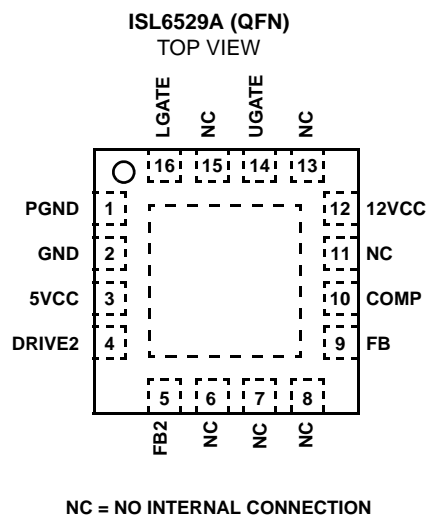 ISL6529A (QFN)
TOP VIEW
LGATE
NC
UGATE
NC
16
15
14
13
PGND 1
GND 2
5VCC 3
DRIVE2 4
12 12VCC
11 NC
10 COMP
9 FB
5
6
7
8
FB2
NC
NC
NC
NC = NO INTERNAL CONNECTION